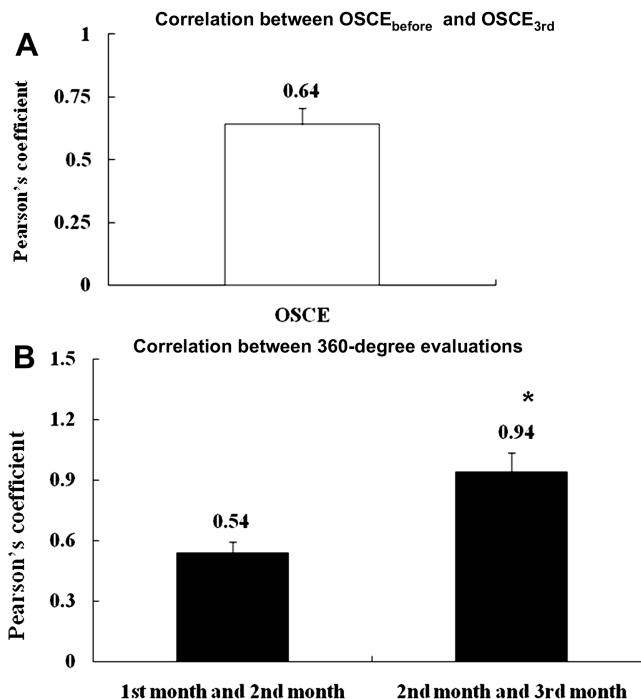 Correlation between OSCEbefore and OSCE3rd
A
1
0.75
0.5
0.25
0
Pearson's coefficient
0.64
OSCE
B
Correlation between 360-degree evaluations
1.5
1.2
0.9
0.6
0.3
0
Pearson's coefficient
0.54
*
0.94
1st month and 2nd month
2nd month and 3rd month